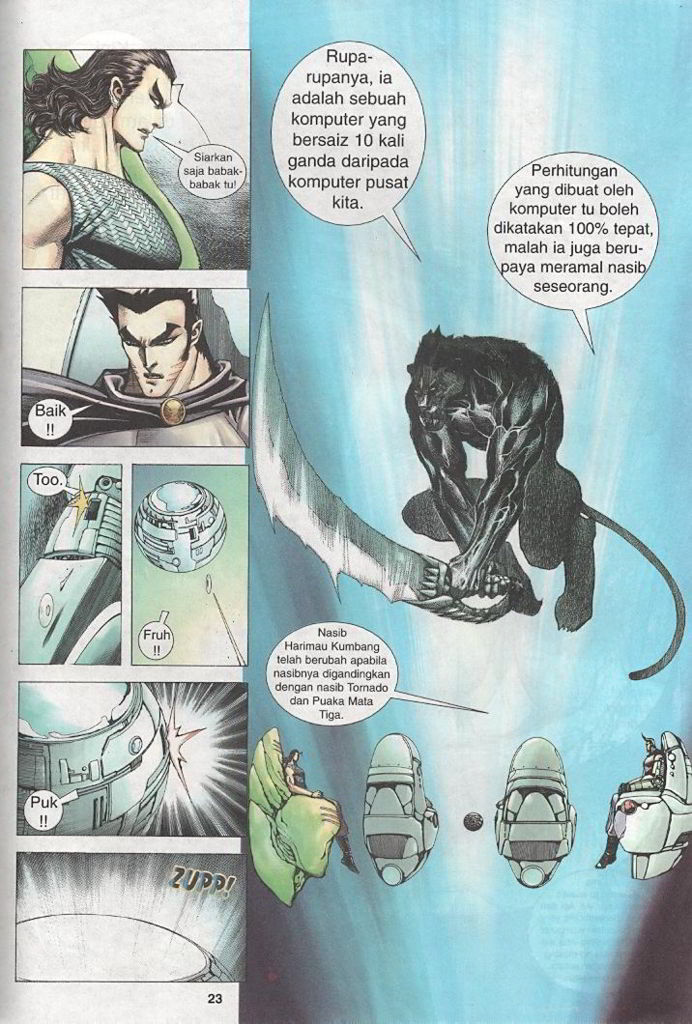 Siarkan
saja babak-
babak tu!
Baik
!!
Too.
Fruh
!!
Puk
!!
ZUPP!
Rupa-
rupanya, ia
adalah sebuah
komputer yang
bersaiz 10 kali
ganda daripada
komputer pusat
kita.
Perhitungan
yang dibuat oleh
komputer tu boleh
dikatakan 100% tepat,
malah ia juga beru-
paya meramal nasib
seseorang.
Nasib
Harimau Kumbang
telah berubah apabila
nasibnya digandingkan
dengan nasib Tornado
dan Puaka Mata
Tiga.
23